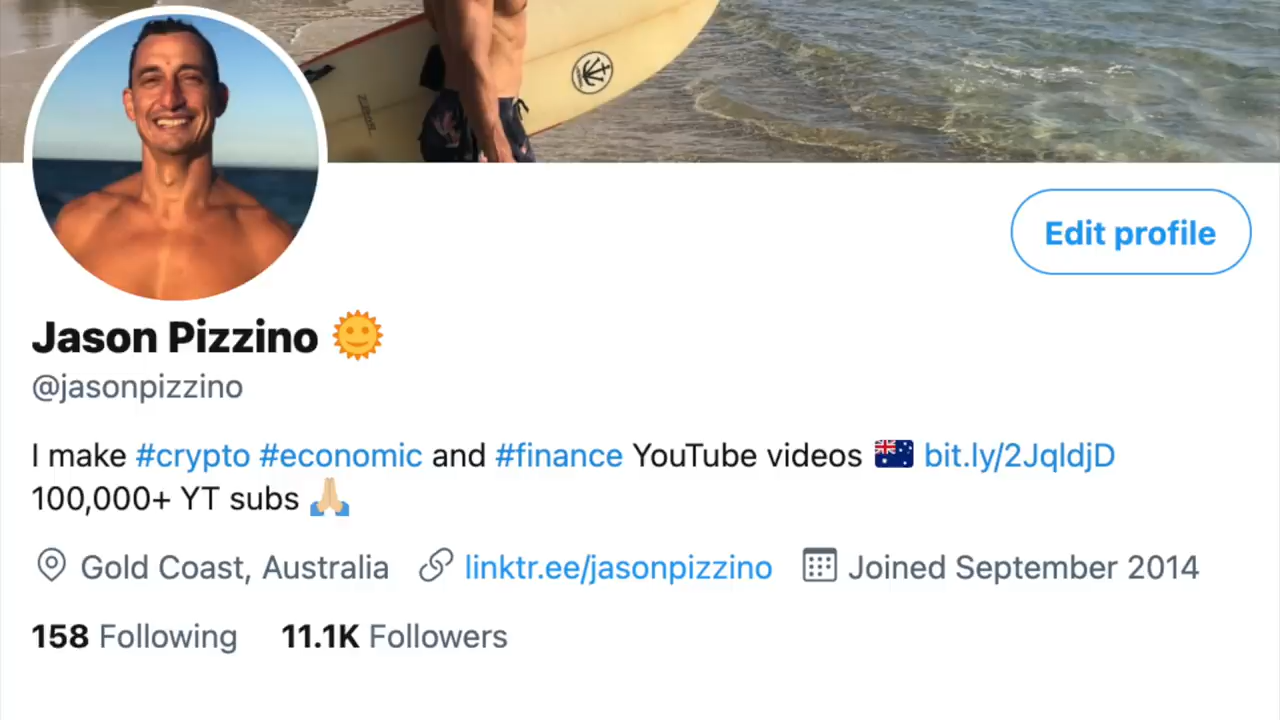 Edit profile
Jason Pizzino 🌞
@jasonpizzino
I make #crypto #economic and #finance YouTube videos 🇦🇺 bit.ly/2JqldjD
100,000+ YT subs 🙏🏼
Gold Coast, Australia linktr.ee/jasonpizzino Joined September 2014
158 Following 11.1K Followers